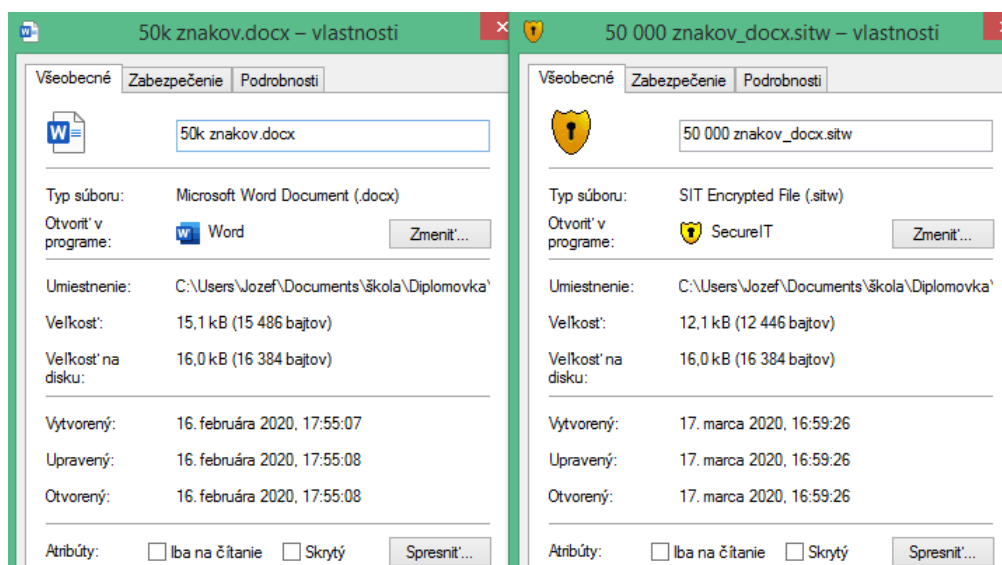 50k znakov.docx – vlastnosti
Všeobecné Zabezpečenie Podrobnosti
50k znakov.docx
Typ súboru: Microsoft Word Document (.docx)
Otvoriť v programe: Word Zmeniť...
Umiestnenie: C:\Users\Jozef\Documents\škola\Diplomovka\
Veľkosť: 15,1 kB (15 486 bajtov)
Veľkosť na disku: 16,0 kB (16 384 bajtov)
Vytvorený: 16. februára 2020, 17:55:07
Upravený: 16. februára 2020, 17:55:08
Otvorený: 16. februára 2020, 17:55:08
Atribúty: Iba na čítanie Skrytý Spresniť...
50 000 znakov_docx.sitw – vlastnosti
Všeobecné Zabezpečenie Podrobnosti
50 000 znakov_docx.sitw
Typ súboru: SIT Encrypted File (.sitw)
Otvoriť v programe: SecureIT Zmeniť...
Umiestnenie: C:\Users\Jozef\Documents\škola\Diplomovka\
Veľkosť: 12,1 kB (12 446 bajtov)
Veľkosť na disku: 16,0 kB (16 384 bajtov)
Vytvorený: 17. marca 2020, 16:59:26
Upravený: 17. marca 2020, 16:59:26
Otvorený: 17. marca 2020, 16:59:26
Atribúty: Iba na čítanie Skrytý Spresniť...